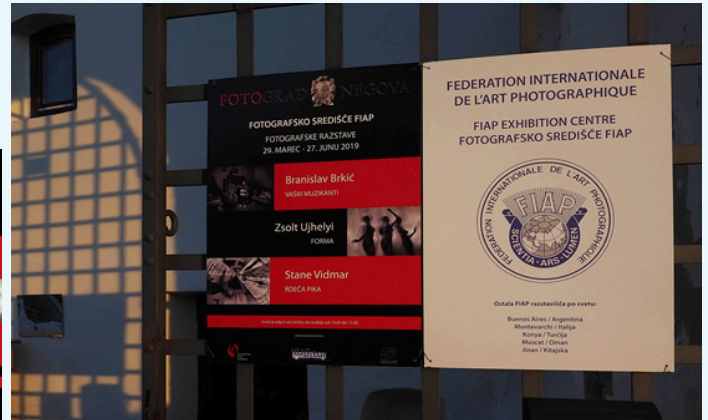 FOTOGRAD NEGOVA
FOTOGRAFSKO SREDIŠČE FIAP
FOTOGRAFSKE RAZSTAVE
29. MAREC - 27. JUNIJ 2019
Branislav Brkić
VAŠKI MUZIKANTI
Zsolt Ujhelyi
FORMA
Stane Vidmar
RDEČA PIKA
FEDERATION INTERNATIONALE
DE L'ART PHOTOGRAPHIQUE
FIAP EXHIBITION CENTRE
FOTOGRAFSKO SREDIŠČE FIAP
FEDERATION INTERNATIONALE DE L'ART PHOTOGRAPHIQUE
FIAP
SCIENTIA - ARS - LUMEN
Ostala FIAP razstavišča po svetu:
Buenos Aires / Argentina
Montevarchi / Italija
Konya / Turčija
Muscat / Oman
Jinan / Kitajska